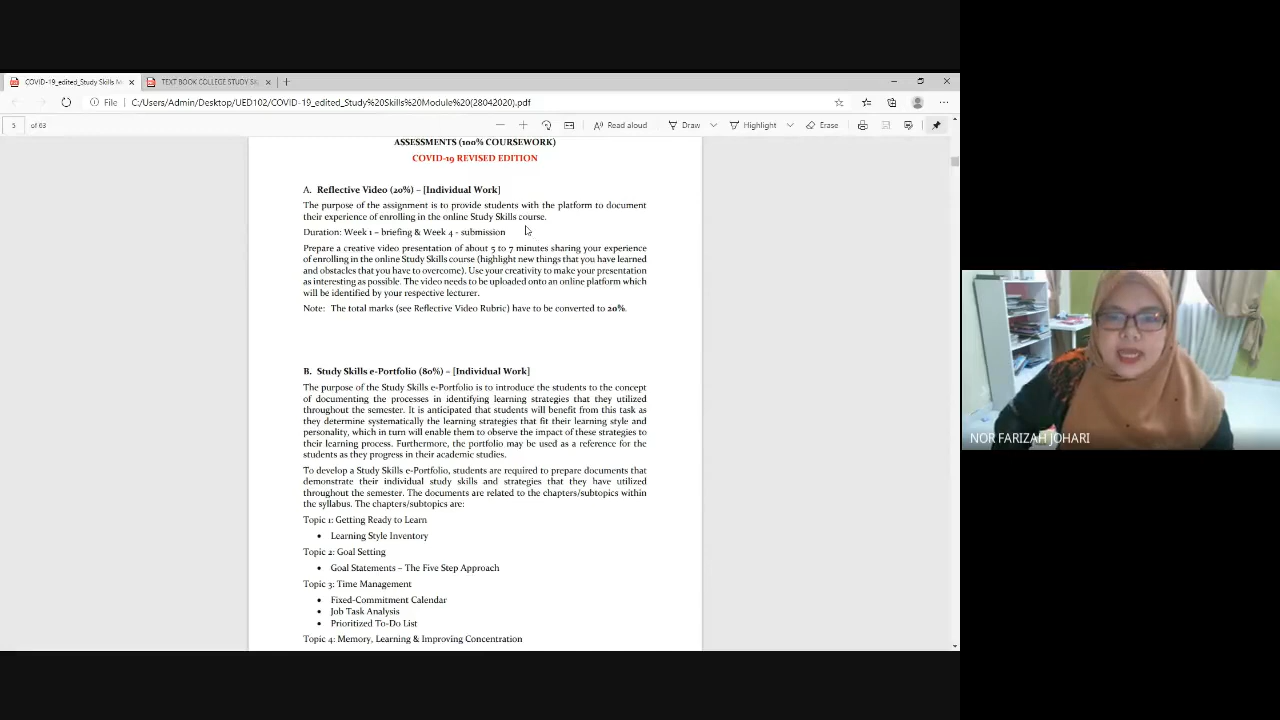 COVID-19_edited_Study Skills M
TEXT BOOK COLLEGE STUDY SK
File
C:/Users/Admin/Desktop/UED102/COVID-19_edited_Study%20Skills%20Module%20(28042020).pdf
5 of 63
Read aloud
Draw
Highlight
Erase
ASSESSMENTS (100% COURSEWORK)
COVID-19 REVISED EDITION
A. Reflective Video (20%) – [Individual Work]
The purpose of the assignment is to provide students with the platform to document
their experience of enrolling in the online Study Skills course.
Duration: Week 1 – briefing & Week 4 - submission
Prepare a creative video presentation of about 5 to 7 minutes sharing your experience
of enrolling in the online Study Skills course (highlight new things that you have learned
and obstacles that you have to overcome). Use your creativity to make your presentation
as interesting as possible. The video needs to be uploaded onto an online platform which
will be identified by your respective lecturer.
Note: The total marks (see Reflective Video Rubric) have to be converted to 20%.
B. Study Skills e-Portfolio (80%) – [Individual Work]
The purpose of the Study Skills e-Portfolio is to introduce the students to the concept
of documenting the processes in identifying learning strategies that they utilized
throughout the semester. It is anticipated that students will benefit from this task as
they determine systematically the learning strategies that fit their learning style and
personality, which in turn will enable them to observe the impact of these strategies to
their learning process. Furthermore, the portfolio may be used as a reference for the
students as they progress in their academic studies.
To develop a Study Skills e-Portfolio, students are required to prepare documents that
demonstrate their individual study skills and strategies that they have utilized
throughout the semester. The documents are related to the chapters/subtopics within
the syllabus. The chapters/subtopics are:
Topic 1: Getting Ready to Learn
• Learning Style Inventory
Topic 2: Goal Setting
• Goal Statements – The Five Step Approach
Topic 3: Time Management
• Fixed-Commitment Calendar
• Job Task Analysis
• Prioritized To-Do List
Topic 4: Memory, Learning & Improving Concentration
NOR FARIZAH JOHARI